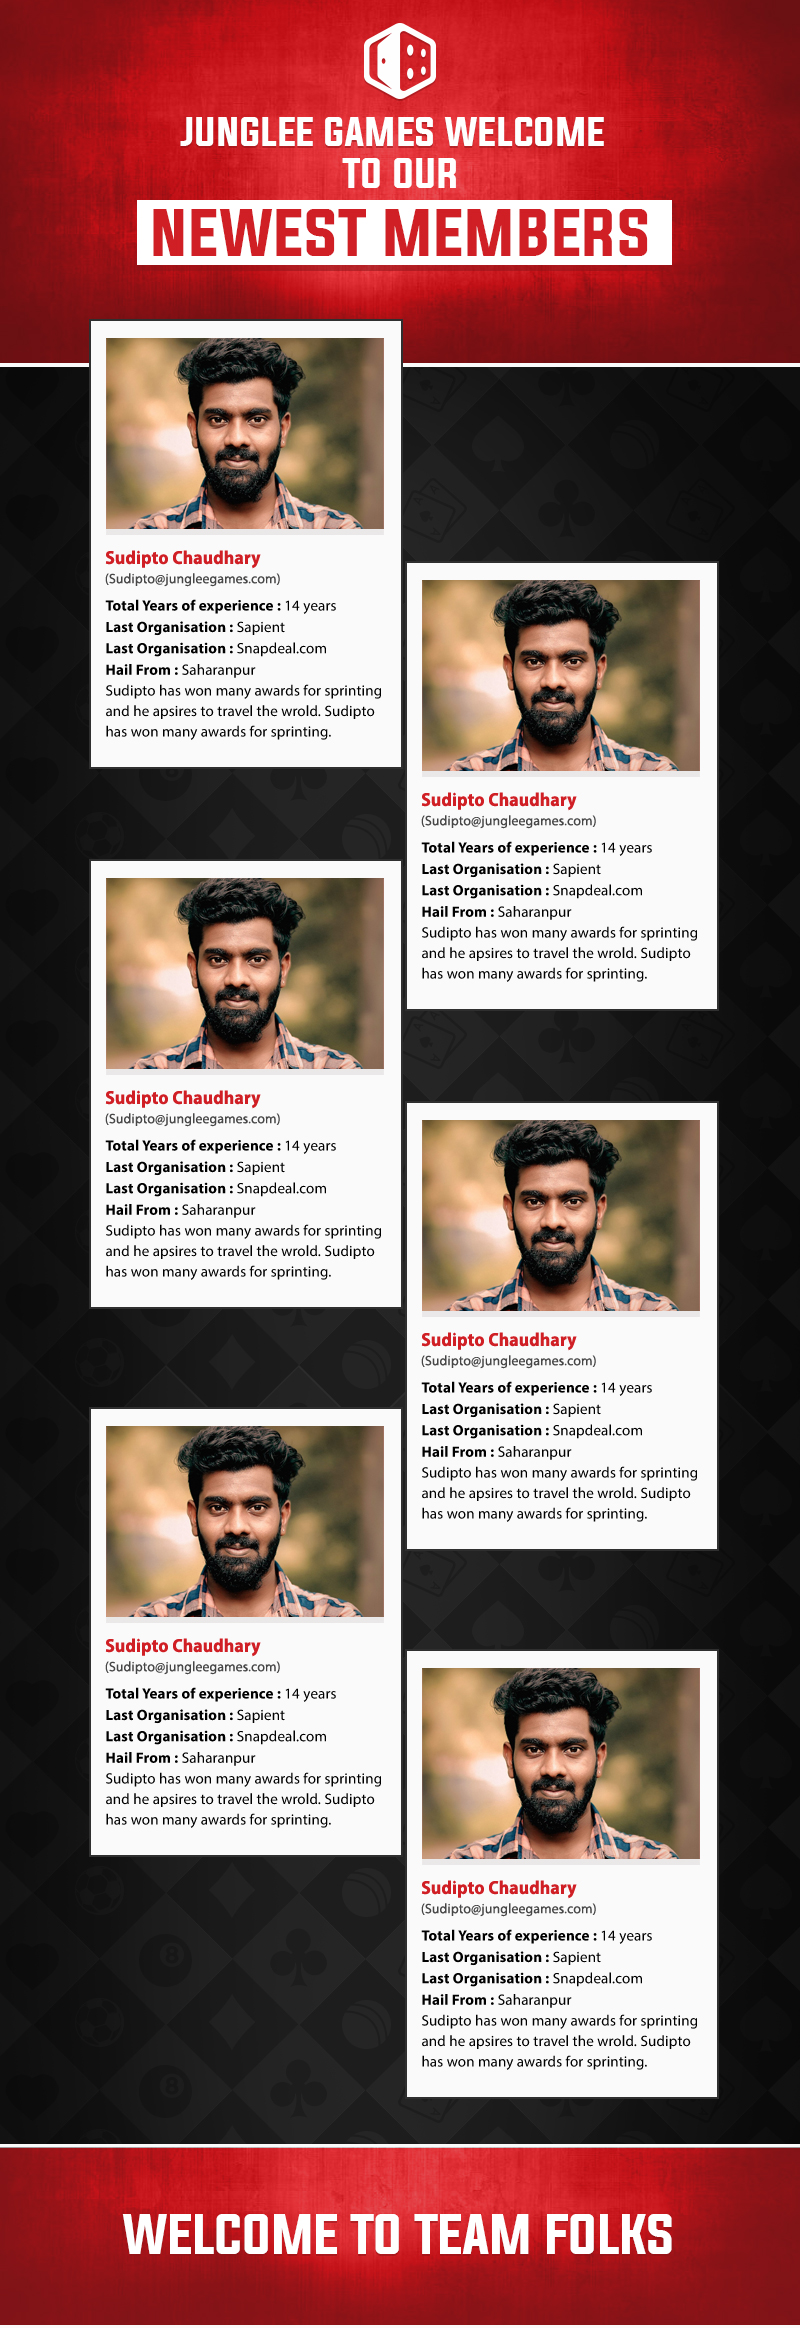 JUNGLEE GAMES WELCOME
TO OUR
NEWEST MEMBERS
Sudipto Chaudhary
(Sudipto@jungleegames.com)
Total Years of experience : 14 years
Last Organisation : Sapient
Last Organisation : Snapdeal.com
Hail From : Saharanpur
Sudipto has won many awards for sprinting
and he apsires to travel the wrold. Sudipto
has won many awards for sprinting.
Sudipto Chaudhary
(Sudipto@jungleegames.com)
Total Years of experience : 14 years
Last Organisation : Sapient
Last Organisation : Snapdeal.com
Hail From : Saharanpur
Sudipto has won many awards for sprinting
and he apsires to travel the wrold. Sudipto
has won many awards for sprinting.
Sudipto Chaudhary
(Sudipto@jungleegames.com)
Total Years of experience : 14 years
Last Organisation : Sapient
Last Organisation : Snapdeal.com
Hail From : Saharanpur
Sudipto has won many awards for sprinting
and he apsires to travel the wrold. Sudipto
has won many awards for sprinting.
Sudipto Chaudhary
(Sudipto@jungleegames.com)
Total Years of experience : 14 years
Last Organisation : Sapient
Last Organisation : Snapdeal.com
Hail From : Saharanpur
Sudipto has won many awards for sprinting
and he apsires to travel the wrold. Sudipto
has won many awards for sprinting.
Sudipto Chaudhary
(Sudipto@jungleegames.com)
Total Years of experience : 14 years
Last Organisation : Sapient
Last Organisation : Snapdeal.com
Hail From : Saharanpur
Sudipto has won many awards for sprinting
and he apsires to travel the wrold. Sudipto
has won many awards for sprinting.
Sudipto Chaudhary
(Sudipto@jungleegames.com)
Total Years of experience : 14 years
Last Organisation : Sapient
Last Organisation : Snapdeal.com
Hail From : Saharanpur
Sudipto has won many awards for sprinting
and he apsires to travel the wrold. Sudipto
has won many awards for sprinting.
WELCOME TO TEAM FOLKS